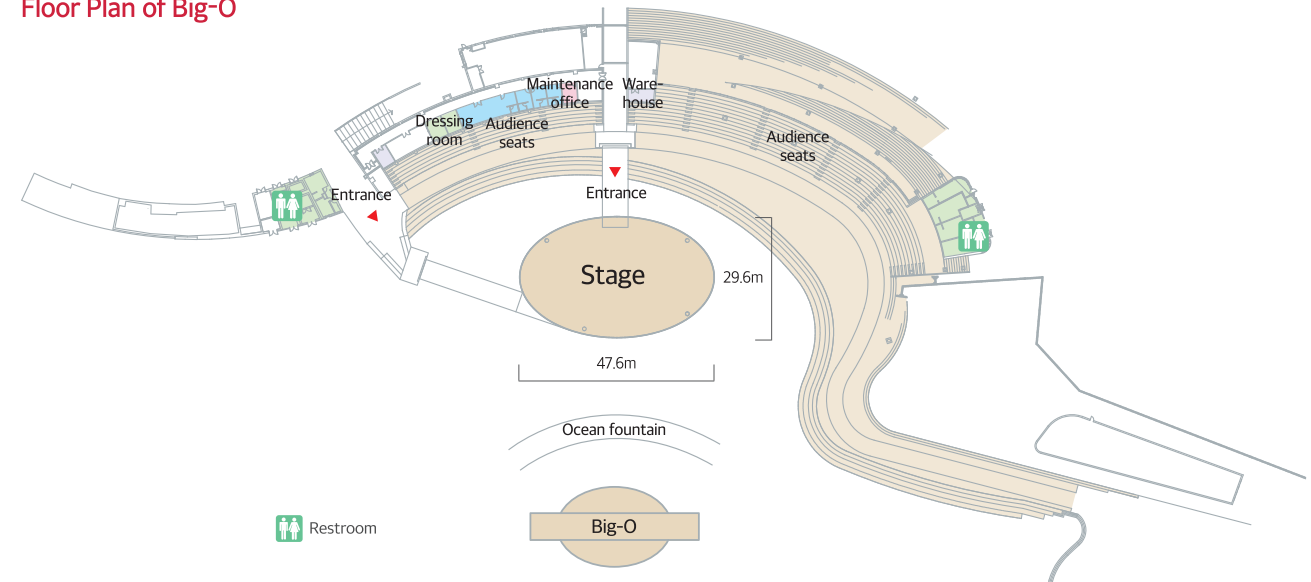 Floor Plan of Big-O
Maintenance
office
Ware-
house
Dressing
room
Audience
seats
Audience
seats
Entrance
Entrance
Stage
29.6m
47.6m
Ocean fountain
Big-O
Restroom